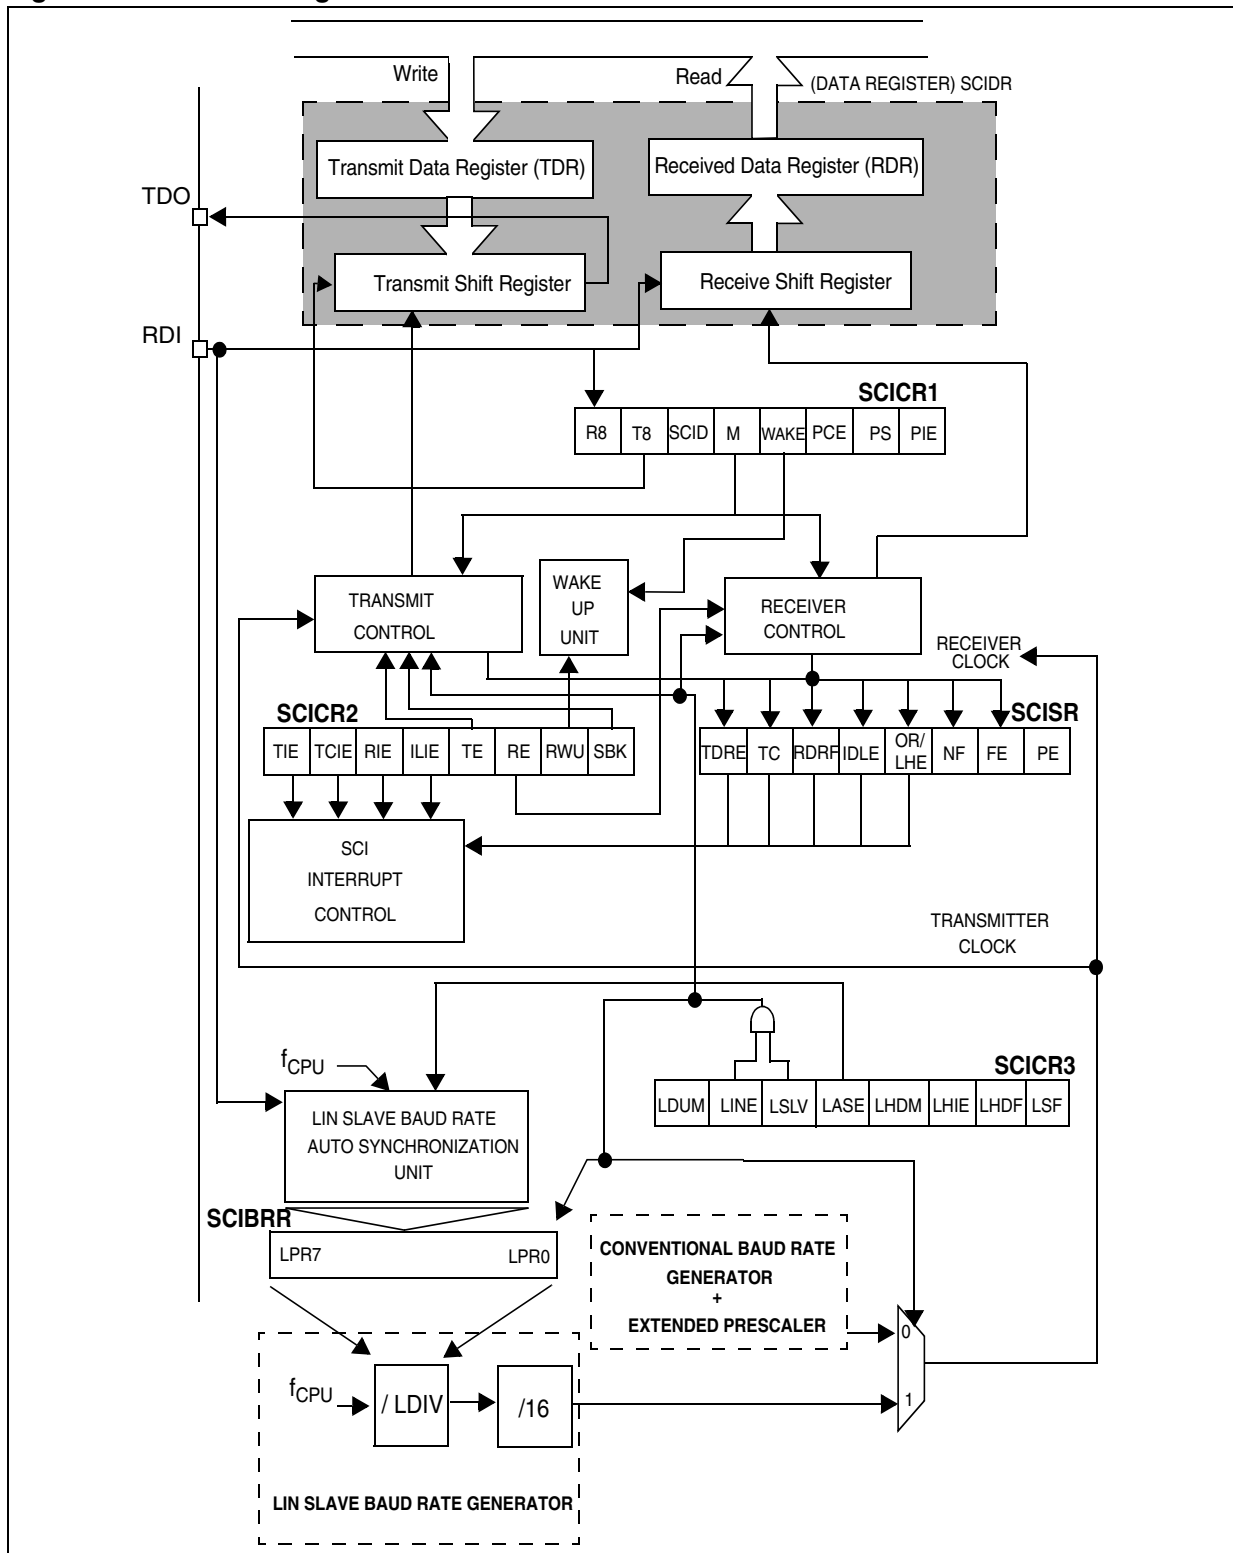 Write
Read
(DATA REGISTER) SCIDR
Transmit Data Register (TDR)
Received Data Register (RDR)
TDO
Transmit Shift Register
Receive Shift Register
RDI
SCICR1
R8 T8 SCID M WAKE PCE PS PIE
TRANSMIT
CONTROL
WAKE
UP
UNIT
RECEIVER
CONTROL
RECEIVER
CLOCK
SCICR2
SCISR
TIE TCIE RIE ILIE TE RE RWU SBK
TDRE TC RDRF IDLE OR/
LHE NF FE PE
SCI
INTERRUPT
CONTROL
TRANSMITTER
CLOCK
fCPU
SCICR3
LDUM LINE LSLV LASE LHDM LHIE LHDF LSF
LIN SLAVE BAUD RATE
AUTO SYNCHRONIZATION
UNIT
SCIBRR
LPR7 LPR0
CONVENTIONAL BAUD RATE
GENERATOR
+
EXTENDED PRESCALER
0
1
fCPU
/ LDIV
/16
LIN SLAVE BAUD RATE GENERATOR